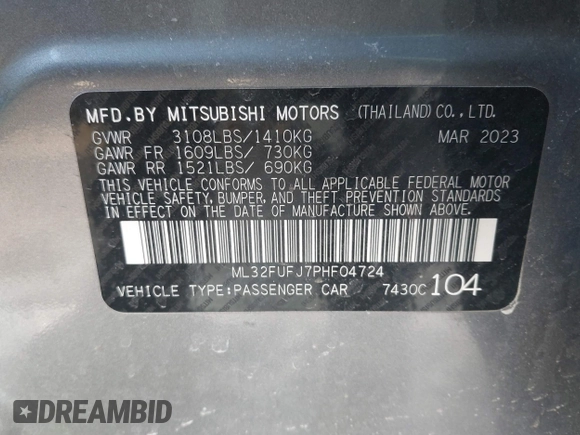 MFD.BY MITSUBISHI MOTORS (THAILAND)CO.,LTD.
GVWR 3108LBS/1410KG MAR 2023
GAWR FR 1609LBS/ 730KG
GAWR RR 1521LBS/ 690KG
THIS VEHICLE CONFORMS TO ALL APPLICABLE FEDERAL MOTOR
VEHICLE SAFETY, BUMPER, AND THEFT PREVENTION STANDARDS
IN EFFECT ON THE DATE OF MANUFACTURE SHOWN ABOVE.
ML32FUFJ7PHF04724
VEHICLE TYPE:PASSENGER CAR 7430C 104
DREAMBID